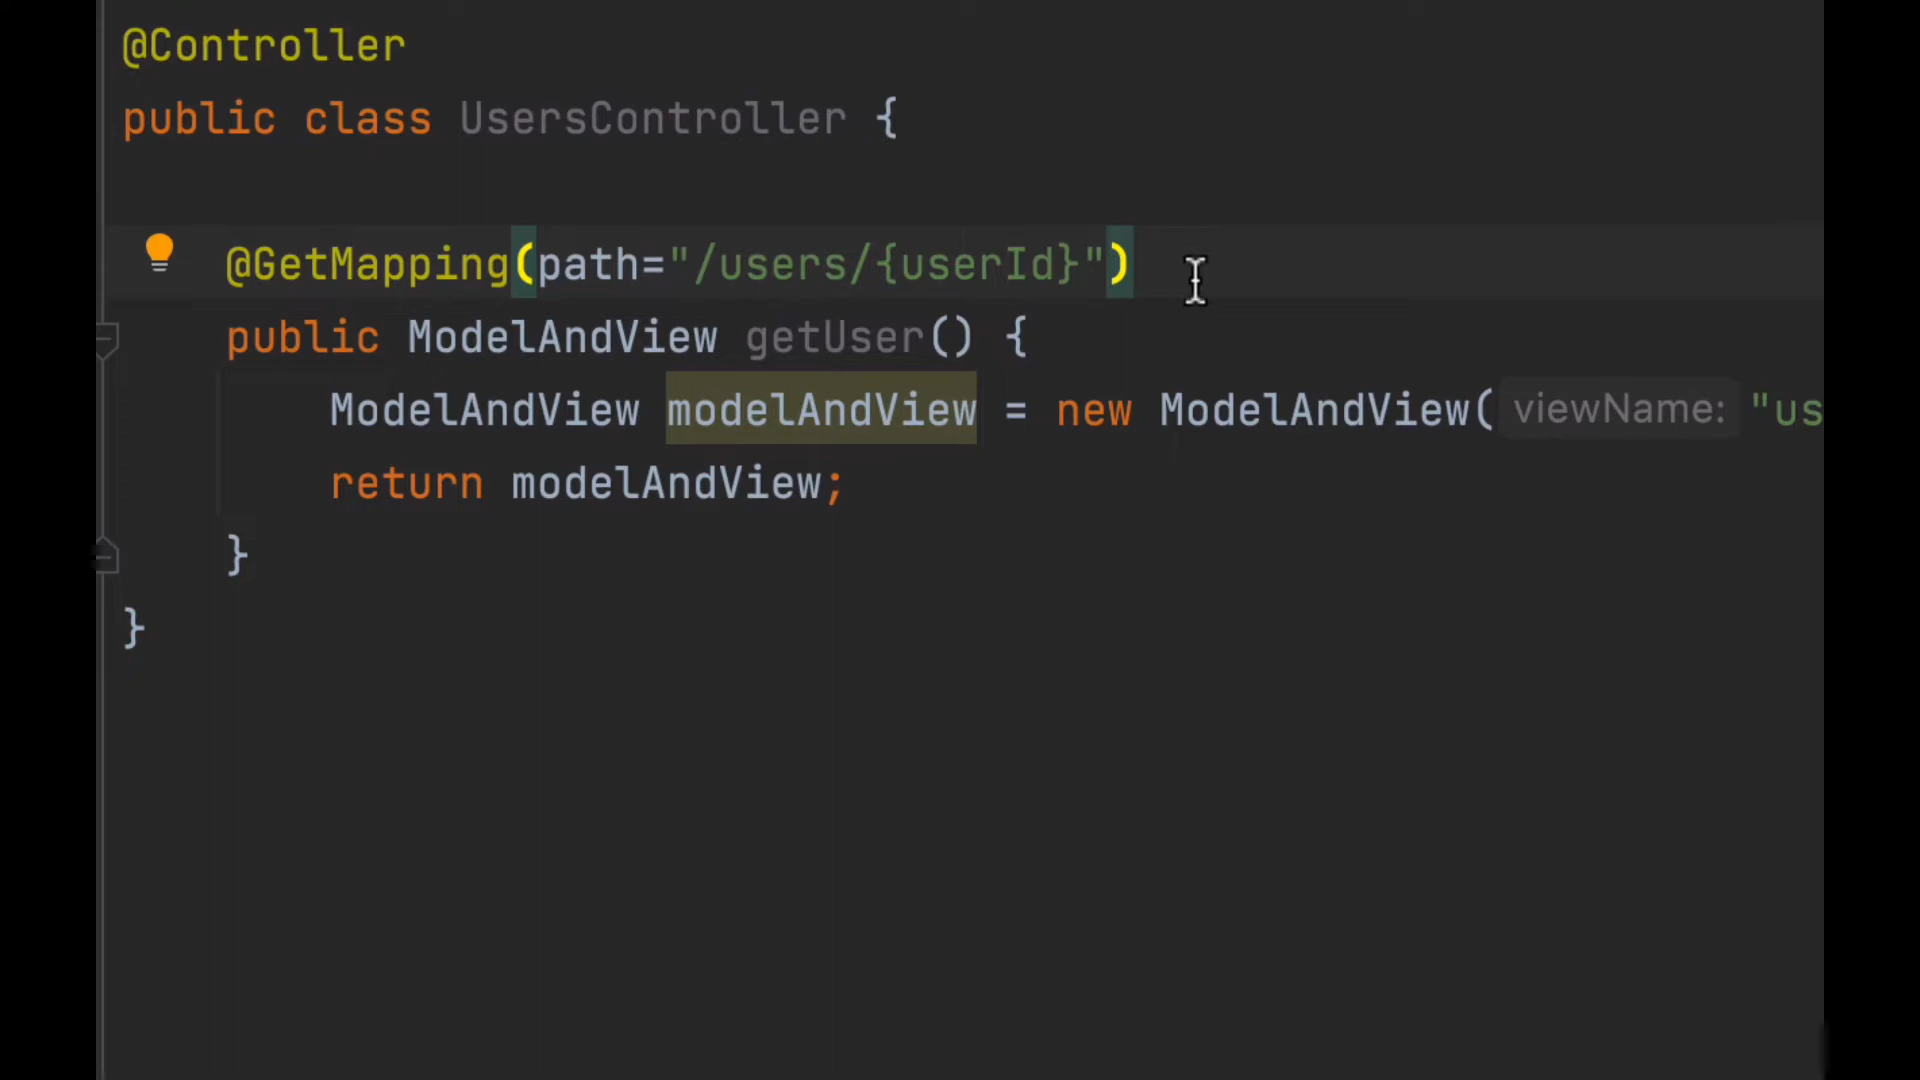 @Controller
public class UsersController {
@GetMapping(path="/users/{userId}")
public ModelAndView getUser() {
ModelAndView modelAndView = new ModelAndView( viewName: "us
return modelAndView;
}
}